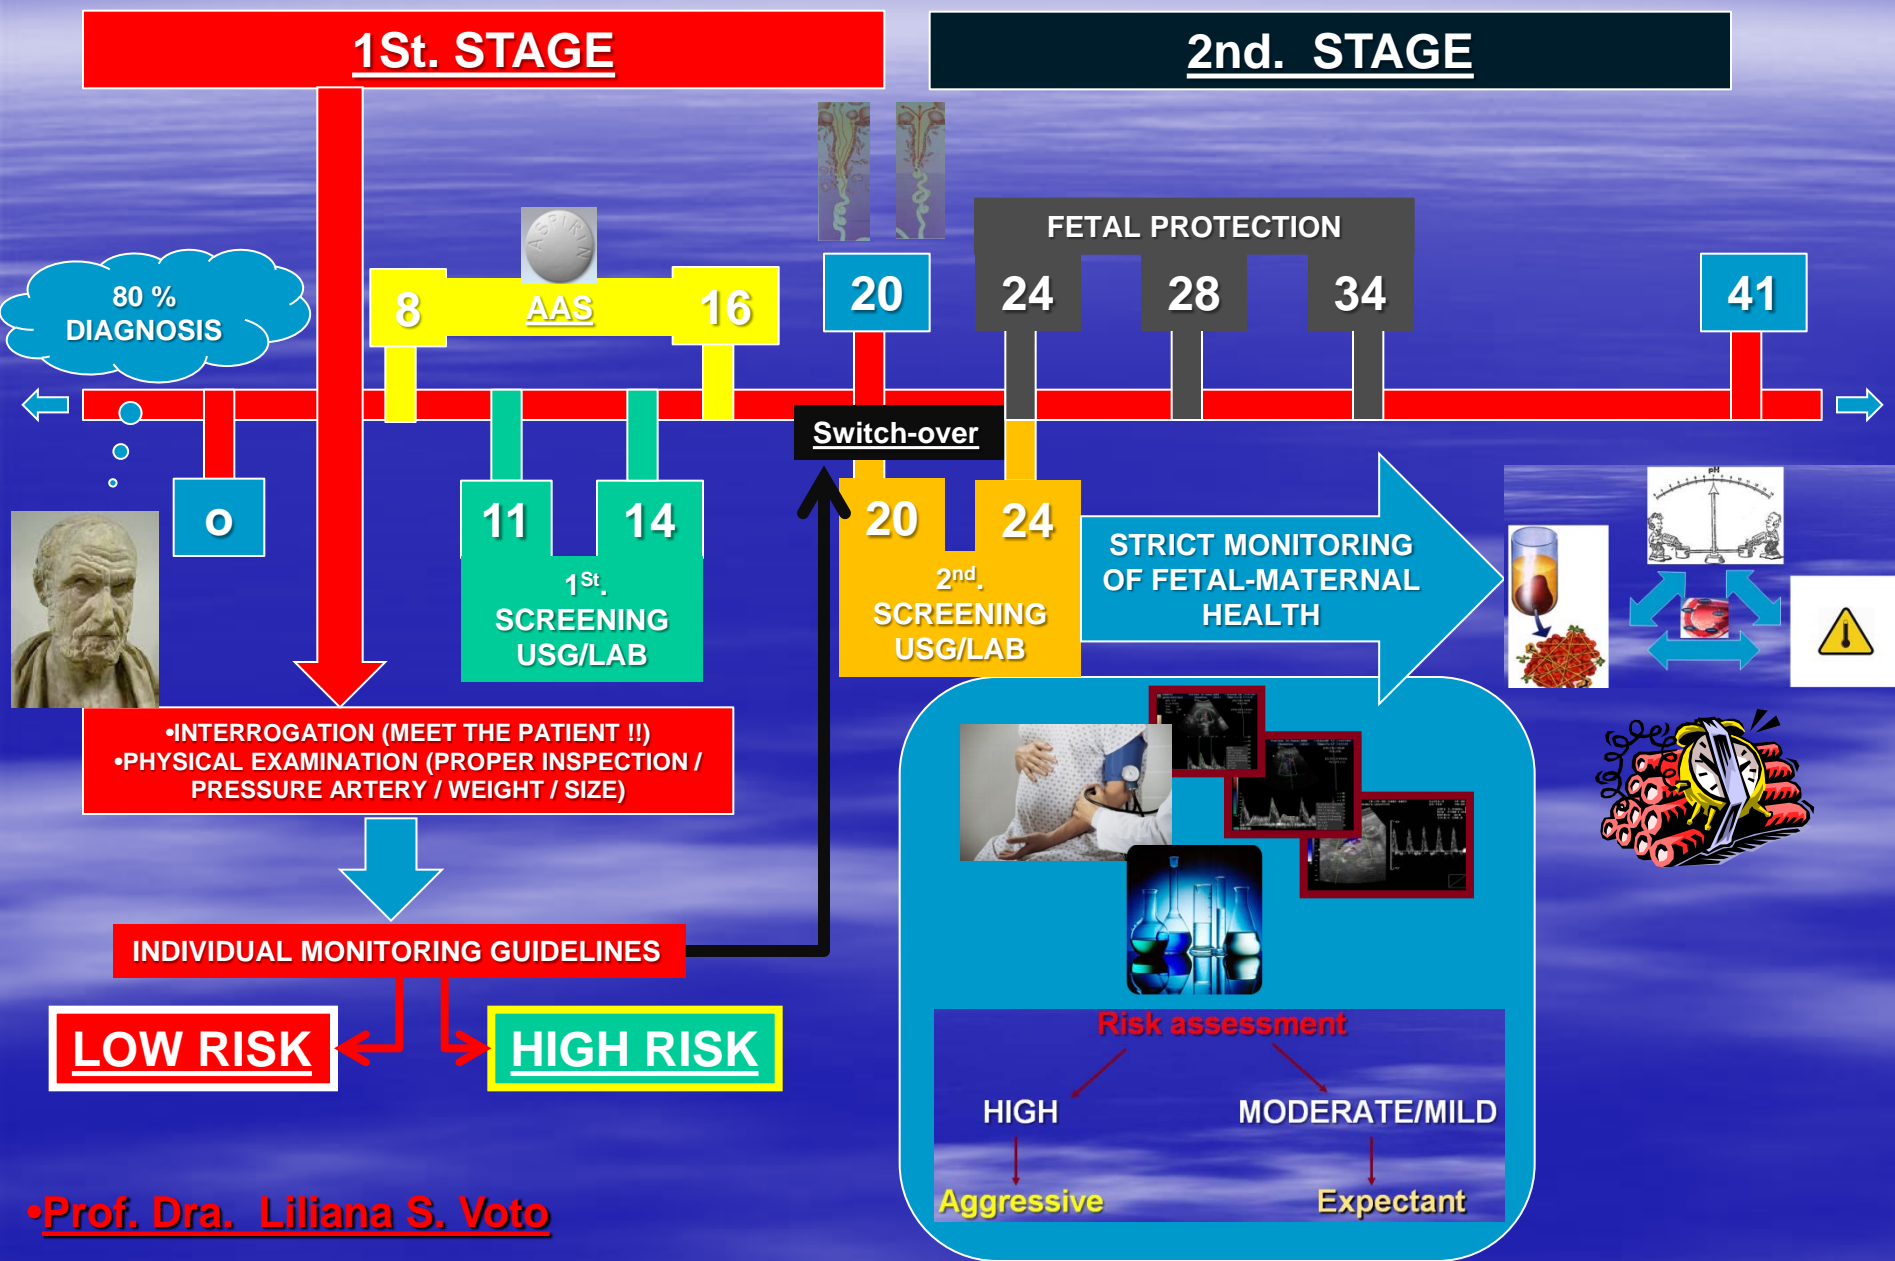 1St. STAGE
2nd. STAGE
80 %
DIAGNOSIS
8
ASPIRIN
AAS
16
20
FETAL PROTECTION
24
28
34
41
Switch-over
O
11
14
1St.
SCREENING
USG/LAB
20
24
2nd.
SCREENING
USG/LAB
STRICT MONITORING
OF FETAL-MATERNAL
HEALTH
pH
•INTERROGATION (MEET THE PATIENT !!)
•PHYSICAL EXAMINATION (PROPER INSPECTION /
PRESSURE ARTERY / WEIGHT / SIZE)
INDIVIDUAL MONITORING GUIDELINES
LOW RISK
HIGH RISK
Risk assessment
HIGH
MODERATE/MILD
Aggressive
Expectant
•Prof. Dra. Liliana S. Voto